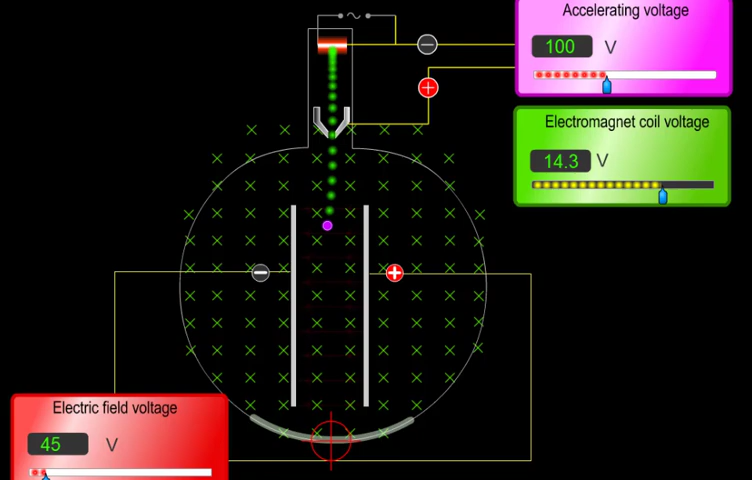 Accelerating voltage
100 V
Electromagnet coil voltage
14.3 V
Electric field voltage
45 V